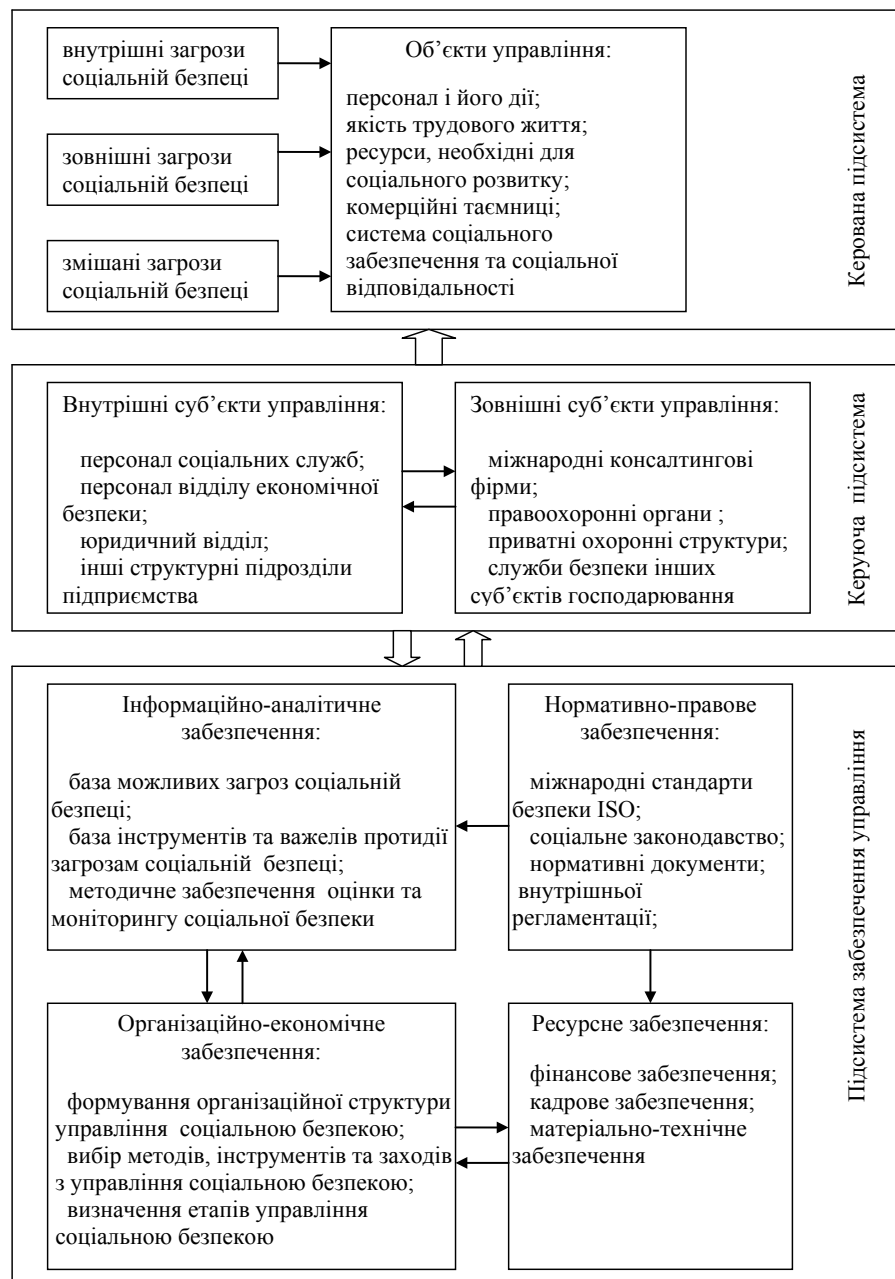 внутрішні загрози
соціальній безпеці
зовнішні загрози
соціальній безпеці
змішані загрози
соціальній безпеці
Об’єкти управління:
персонал і його дії;
якість трудового життя;
ресурси, необхідні для
соціального розвитку;
комерційні таємниці;
система соціального
забезпечення та соціальної
відповідальності
Керована підсистема
Внутрішні суб’єкти управління:
персонал соціальних служб;
персонал відділу економічної
безпеки;
юридичний відділ;
інші структурні підрозділи
підприємства
Зовнішні суб’єкти управління:
міжнародні консалтингові
фірми;
правоохоронні органи ;
приватні охоронні структури;
служби безпеки інших
суб’єктів господарювання
Керуюча підсистема
Інформаційно-аналітичне
забезпечення:
база можливих загроз соціальній
безпеці;
база інструментів та важелів протидії
загрозам соціальній безпеці;
методичне забезпечення оцінки та
моніторингу соціальної безпеки
Нормативно-правове
забезпечення:
міжнародні стандарти
безпеки ISO;
соціальне законодавство;
нормативні документи;
внутрішньої
регламентації;
Організаційно-економічне
забезпечення:
формування організаційної структури
управління соціальною безпекою;
вибір методів, інструментів та заходів
з управління соціальною безпекою;
визначення етапів управління
соціальною безпекою
Ресурсне забезпечення:
фінансове забезпечення;
кадрове забезпечення;
матеріально-технічне
забезпечення
Підсистема забезпечення управління